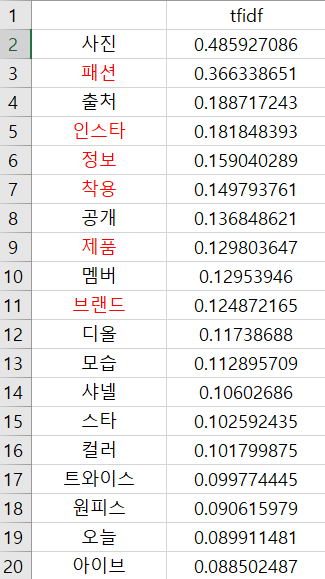 1 tfidf
2 사진 0.485927086
3 패션 0.366338651
4 출처 0.188717243
5 인스타 0.181848393
6 정보 0.159040289
7 착용 0.149793761
8 공개 0.136848621
9 제품 0.129803647
10 멤버 0.12953946
11 브랜드 0.124872165
12 디올 0.11738688
13 모습 0.112895709
14 샤넬 0.10602686
15 스타 0.102592435
16 컬러 0.101799875
17 트와이스 0.099774445
18 원피스 0.090615979
19 오늘 0.089911481
20 아이브 0.088502487